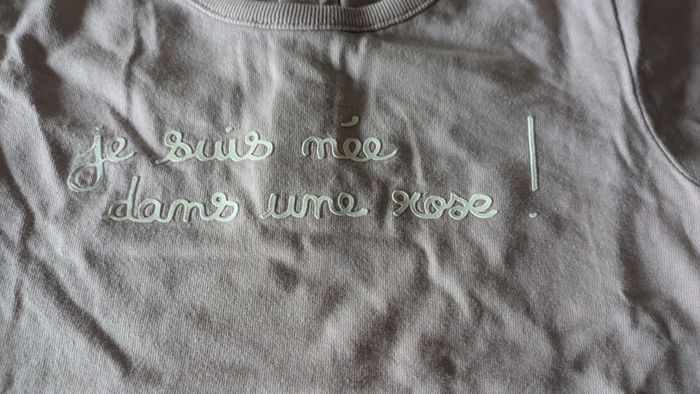 je suis née
dans une rose !